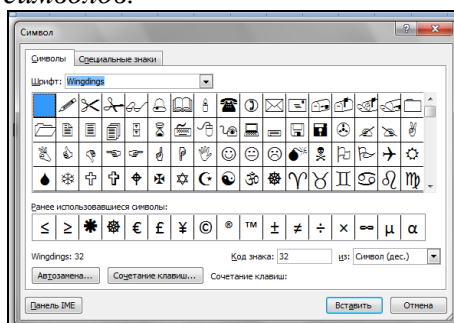 символов.
Символ
Символы Специальные знаки
Шрифт: Wingdings
Ранее использовавшиеся символы:
≤ ≥ ✱ ☸ € £ ¥ © ® ™ ± ≠ ÷ × ∞ µ α
Wingdings: 32 Код знака: 32 из: Символ (дес.)
Автозамена... Сочетание клавиш... Сочетание клавиш:
Панель IME Вставить Отмена